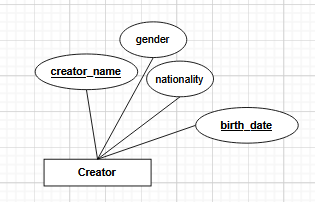 gender
creator_name
nationality
birth_date
Creator